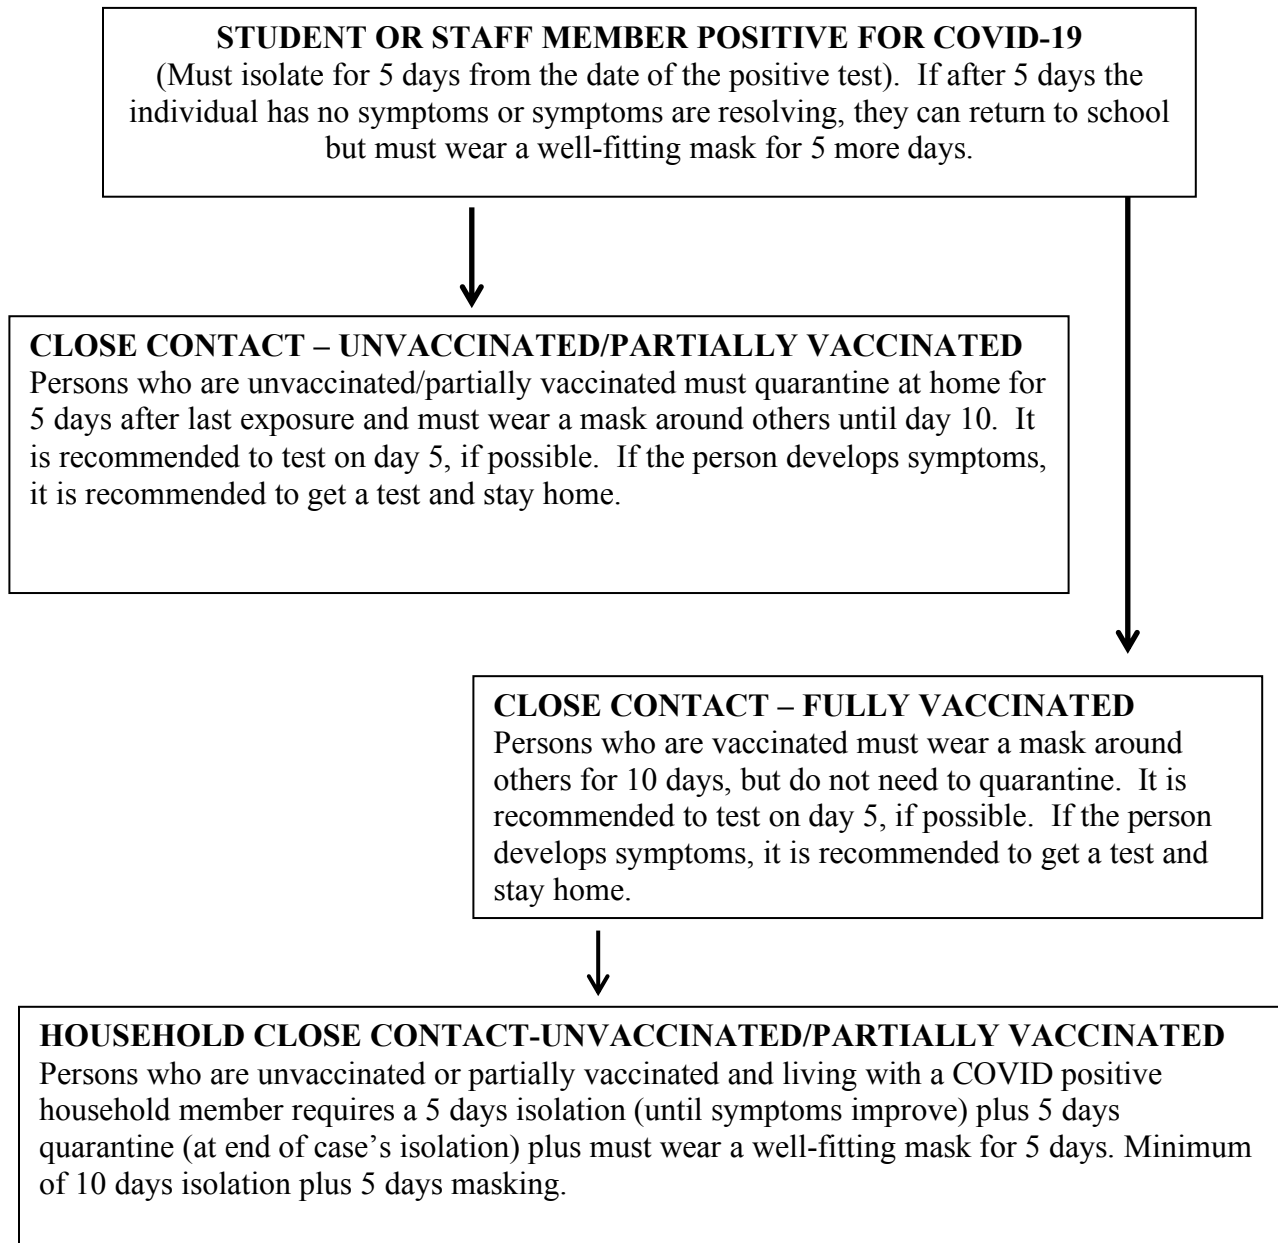 STUDENT OR STAFF MEMBER POSITIVE FOR COVID-19
(Must isolate for 5 days from the date of the positive test).  If after 5 days the
individual has no symptoms or symptoms are resolving, they can return to school
but must wear a well-fitting mask for 5 more days.
CLOSE CONTACT – UNVACCINATED/PARTIALLY VACCINATED
Persons who are unvaccinated/partially vaccinated must quarantine at home for
5 days after last exposure and must wear a mask around others until day 10.  It
is recommended to test on day 5, if possible.  If the person develops symptoms,
it is recommended to get a test and stay home.
CLOSE CONTACT – FULLY VACCINATED
Persons who are vaccinated must wear a mask around
others for 10 days, but do not need to quarantine.  It is
recommended to test on day 5, if possible.  If the person
develops symptoms, it is recommended to get a test and
stay home.
HOUSEHOLD CLOSE CONTACT-UNVACCINATED/PARTIALLY VACCINATED
Persons who are unvaccinated or partially vaccinated and living with a COVID positive
household member requires a 5 days isolation (until symptoms improve) plus 5 days
quarantine (at end of case’s isolation) plus must wear a well-fitting mask for 5 days. Minimum
of 10 days isolation plus 5 days masking.